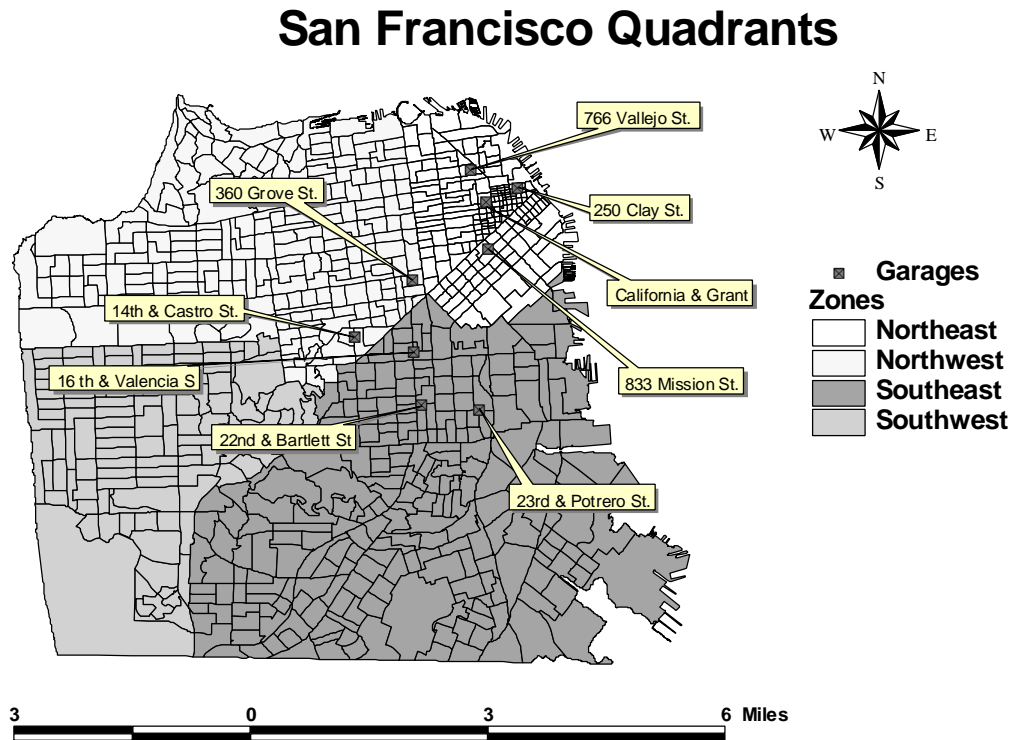 San Francisco Quadrants
N
W
E
S
766 Vallejo St.
360 Grove St.
250 Clay St.
California & Grant
14th & Castro St.
16 th & Valencia S
833 Mission St.
22nd & Bartlett St
23rd & Potrero St.
Garages
Zones
Northeast
Northwest
Southeast
Southwest
3 0 3 6 Miles